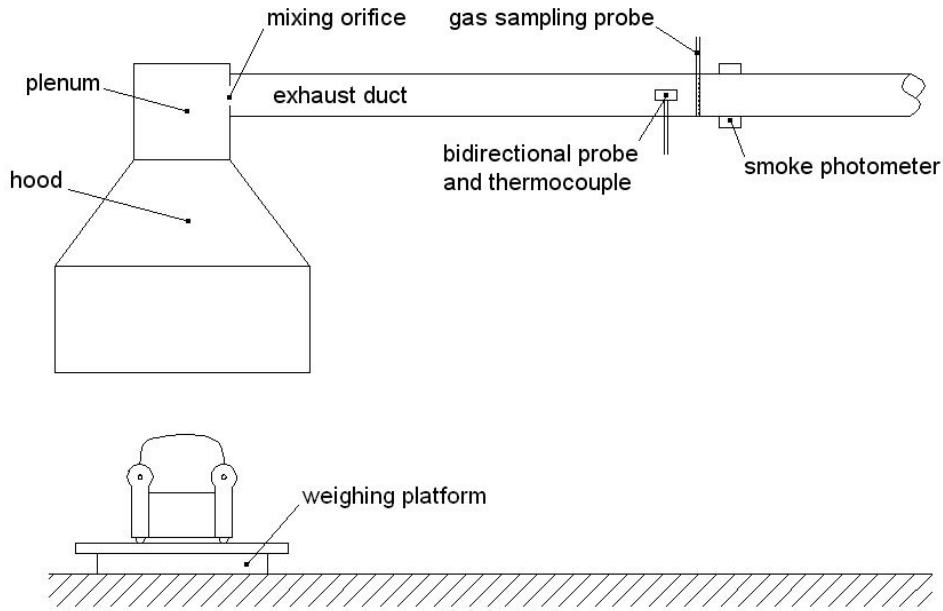 mixing orifice
gas sampling probe
plenum
exhaust duct
bidirectional probe
and thermocouple
smoke photometer
hood
weighing platform